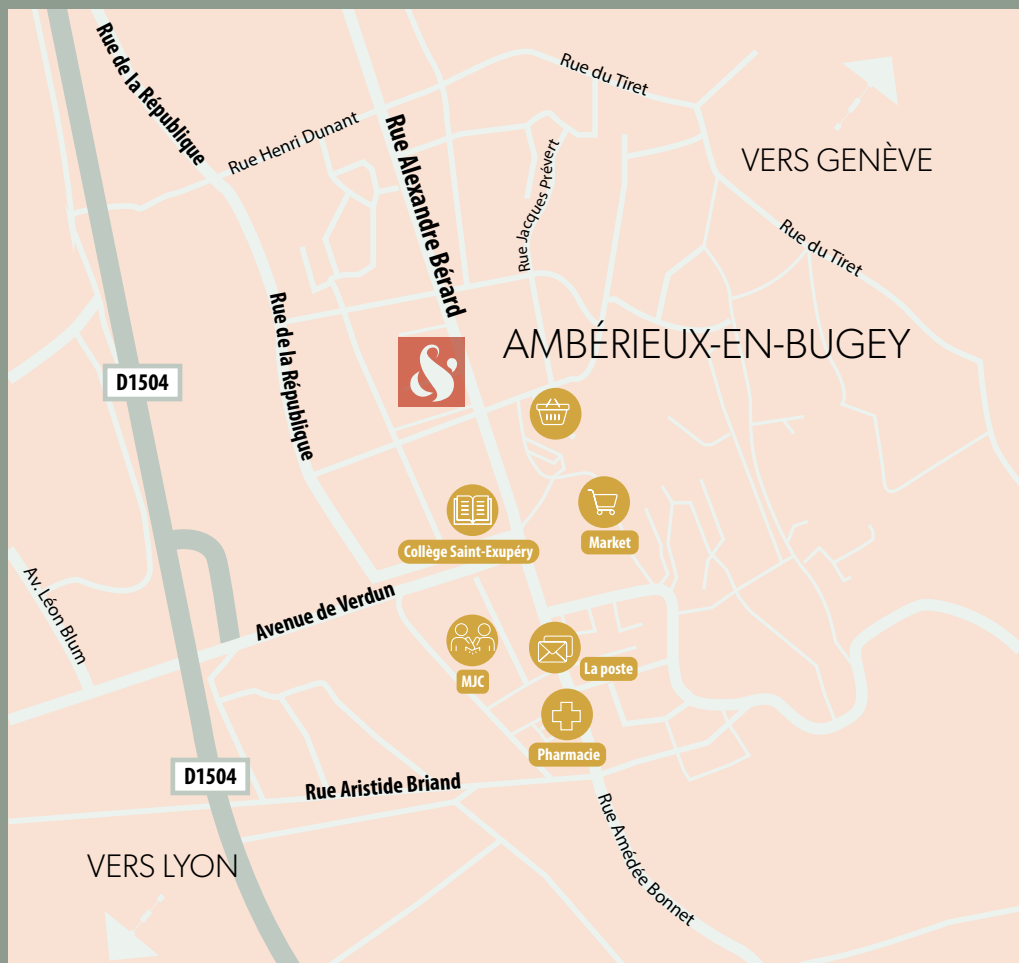 Rue de la République
Rue du Tiret
Rue Henri Dunant
Rue Alexandre Bérard
VERS GENÈVE
Rue Jacques Prévert
Rue du Tiret
Rue de la République
AMBÉRIEUX-EN-BUGEY
&
D1504
Market
Collège Saint-Exupéry
Av. Léon Blum
Avenue de Verdun
La poste
MJC
Pharmacie
D1504
Rue Aristide Briand
Rue Amédée Bonnet
VERS LYON